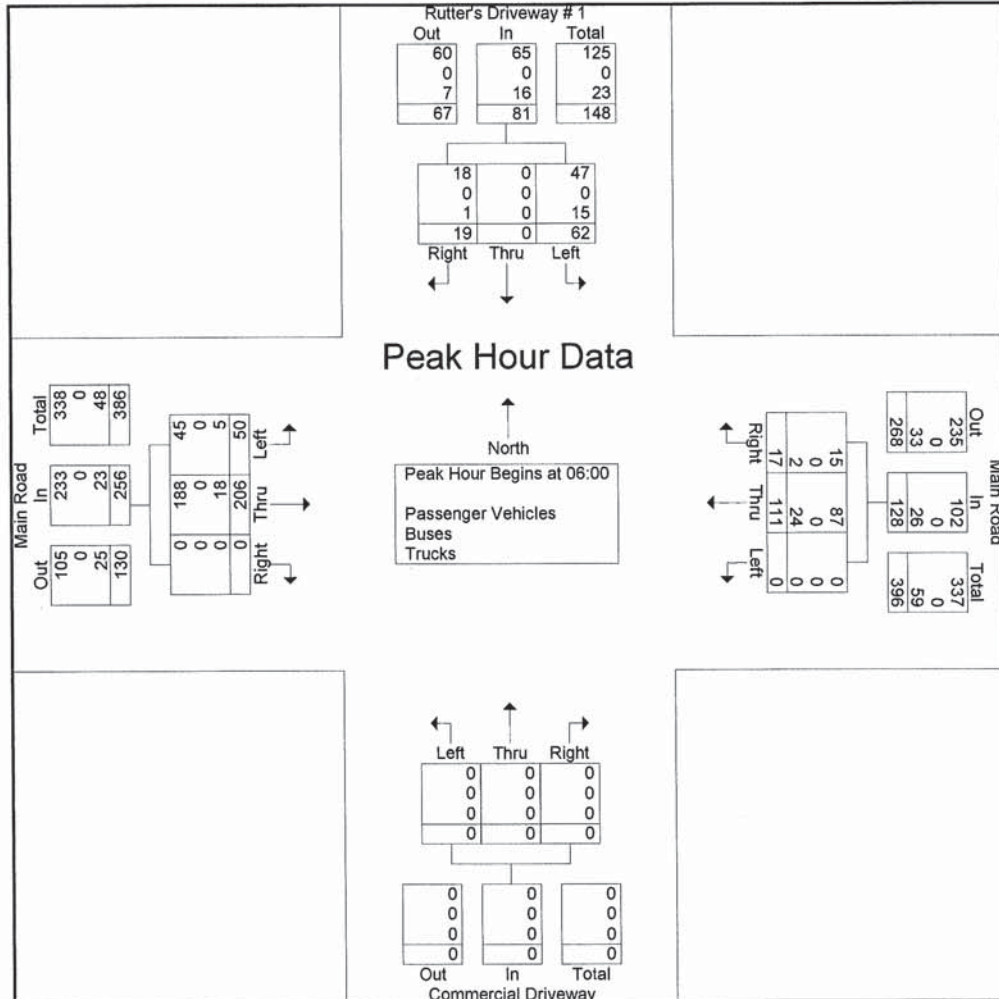 Rutter's Driveway # 1
Out In Total
60 65 125
0 0 0
7 16 23
67 81 148
18 0 47
0 0 0
1 0 15
19 0 62
Right Thru Left
Peak Hour Data
North
Peak Hour Begins at 06:00
Passenger Vehicles
Buses
Trucks
Main Road
Total In Out
338 233 105
0 0 0
48 23 25
386 256 130
45 188 0
0 0 0
5 18 0
50 206 0
Left Thru Right
Main Road
Out In Total
235 102 337
0 0 0
33 26 59
268 128 396
15 87 0
0 0 0
2 24 0
17 111 0
Right Thru Left
Left Thru Right
0 0 0
0 0 0
0 0 0
0 0 0
0 0 0
0 0 0
0 0 0
0 0 0
Out In Total
Commercial Driveway